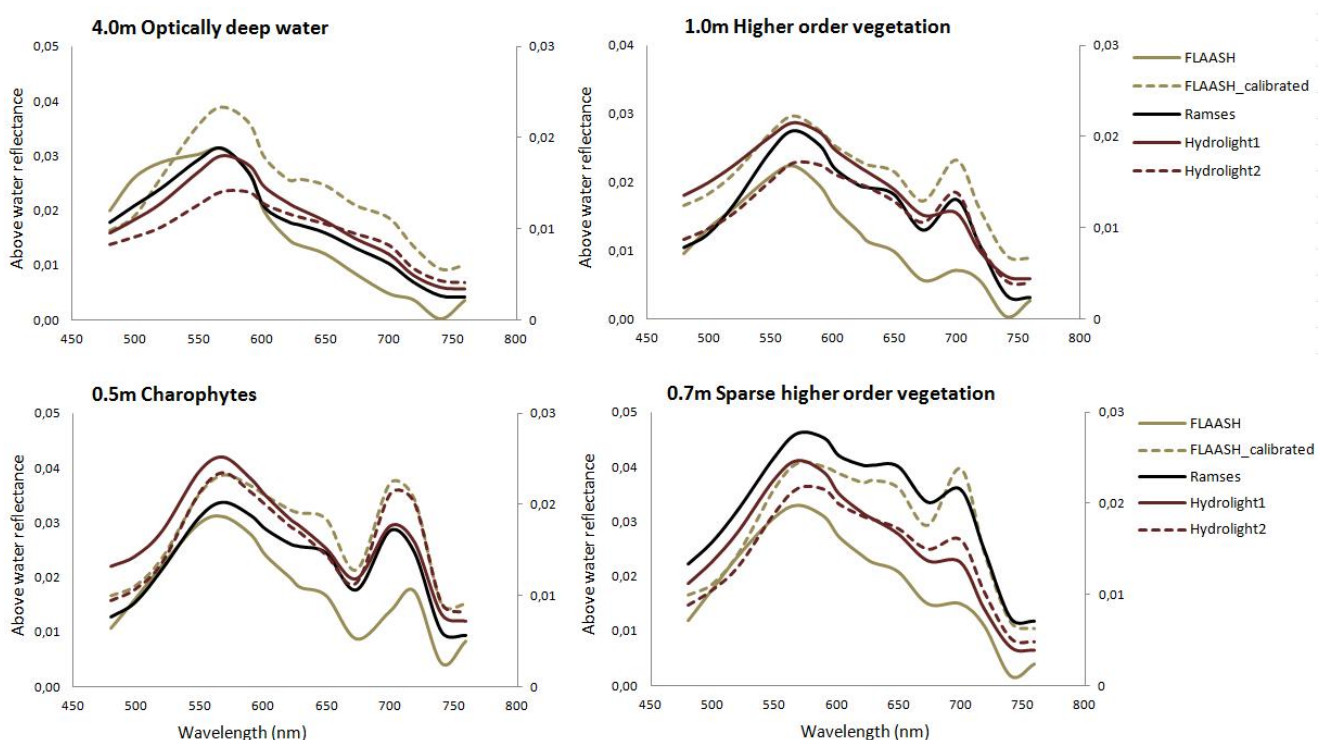 4.0m Optically deep water
0,05
0,04
0,03
0,02
0,01
0,00
Above water reflectance
0,03
0,02
0,01
0
450 500 550 600 650 700 750 800
1.0m Higher order vegetation
0,04
0,03
0,02
0,01
0,00
Above water reflectance
0,03
0,02
0,01
0
450 500 550 600 650 700 750 800
FLAASH
FLAASH_calibrated
Ramses
Hydrolight1
Hydrolight2
0.5m Charophytes
0,05
0,04
0,03
0,02
0,01
0,00
Above water reflectance
0,03
0,02
0,01
0
450 500 550 600 650 700 750 800
Wavelength (nm)
0.7m Sparse higher order vegetation
0,05
0,04
0,03
0,02
0,01
0,00
Above water reflectance
0,03
0,02
0,01
0
450 500 550 600 650 700 750 800
Wavelength (nm)
FLAASH
FLAASH_calibrated
Ramses
Hydrolight1
Hydrolight2